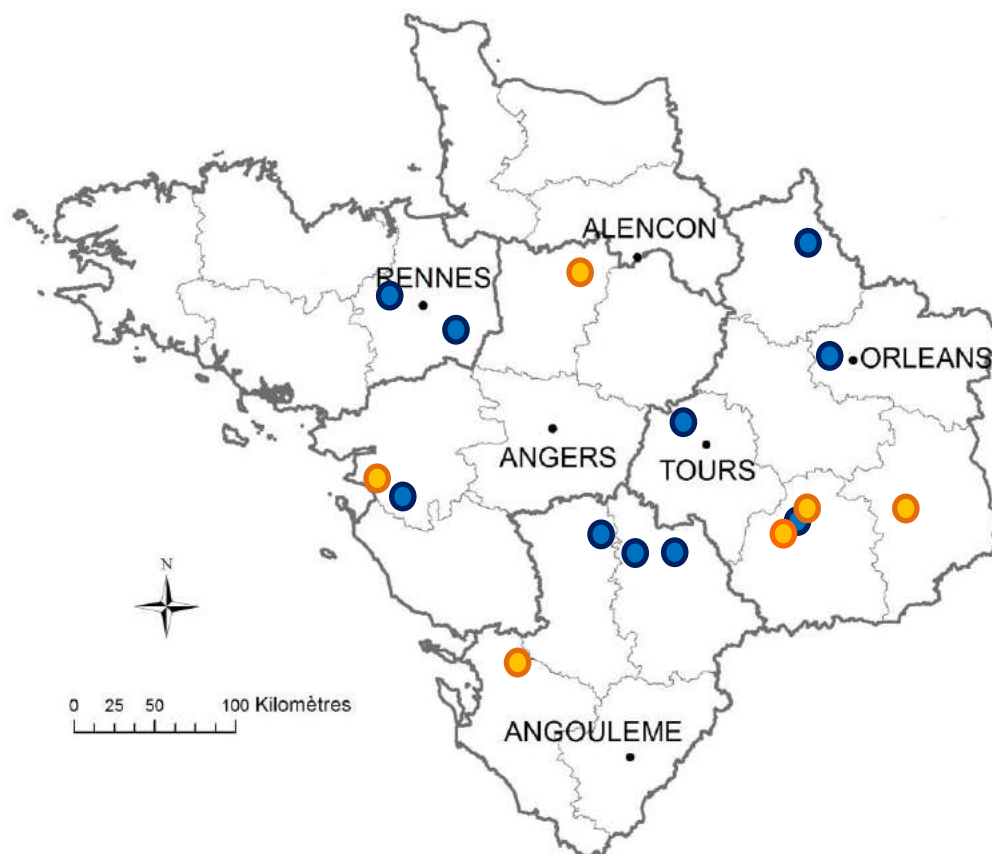 ALENCON
RENNES
ORLEANS
ANGERS
TOURS
N
0 25 50 100 Kilomètres
ANGOULEME